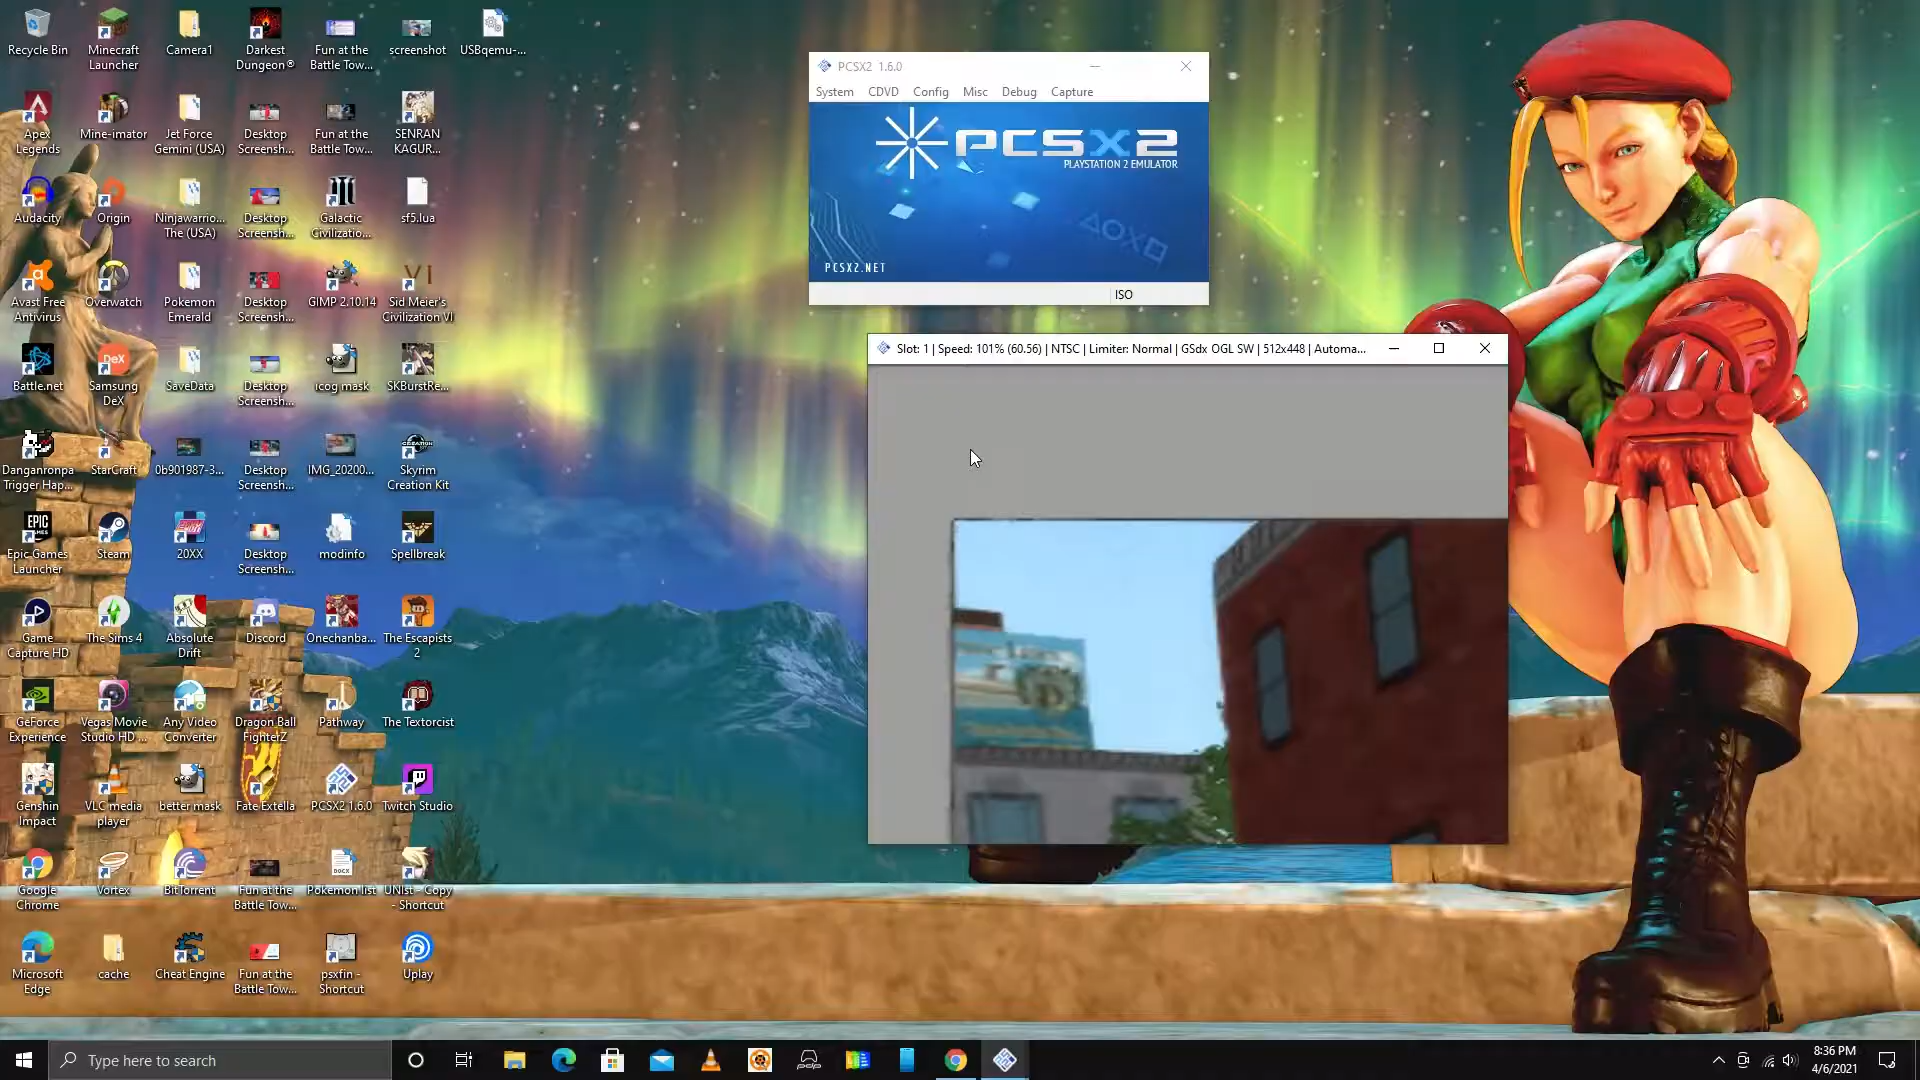 Recycle Bin
Minecraft
Launcher
Camera1
Darkest
Dungeon®
Fun at the
Battle Tow...
screenshot
USBqemu-...
Apex
Legends
Mine-imator
Jet Force
Gemini (USA)
Desktop
Screensh...
Fun at the
Battle Tow...
SENRAN
KAGUR...
Audacity
Origin
Ninjawarrio...
The (USA)
Desktop
Screensh...
Galactic
Civilizatio...
sf5.lua
Avast Free
Antivirus
Overwatch
Pokemon
Emerald
Desktop
Screensh...
GIMP 2.10.14
VI
Sid Meier's
Civilization VI
Battle.net
DeX
Samsung
DeX
SaveData
Desktop
Screensh...
icog mask
SKBurstRe...
Danganronpa
Trigger Hap...
StarCraft
0b901987-3...
Desktop
Screensh...
IMG_20200...
CREATION
Skyrim
Creation Kit
EPIC
GAMES
Epic Games
Launcher
Steam
20XX
Desktop
Screensh...
modinfo
Spellbreak
Game
Capture HD
The Sims 4
Absolute
Drift
Discord
Onechanba...
The Escapists
2
GeForce
Experience
Vegas Movie
Studio HD ...
Any Video
Converter
Dragon Ball
FighterZ
Pathway
The Textorcist
Genshin
Impact
VLC media
player
better mask
Fate Extella
PCSX2 1.6.0
Twitch Studio
Google
Chrome
Vortex
BitTorrent
Fun at the
Battle Tow...
DOCX
Pokemon list
UNIst - Copy
- Shortcut
Microsoft
Edge
cache
Cheat Engine
Fun at the
Battle Tow...
psxfin -
Shortcut
Uplay
PCSX2 1.6.0
System CDVD Config Misc Debug Capture
PCSX2
PLAYSTATION 2 EMULATOR
PCSX2.NET
ISO
Slot: 1 | Speed: 101% (60.56) | NTSC | Limiter: Normal | GSdx OGL SW | 512x448 | Automa...
Type here to search
8:36 PM
4/6/2021